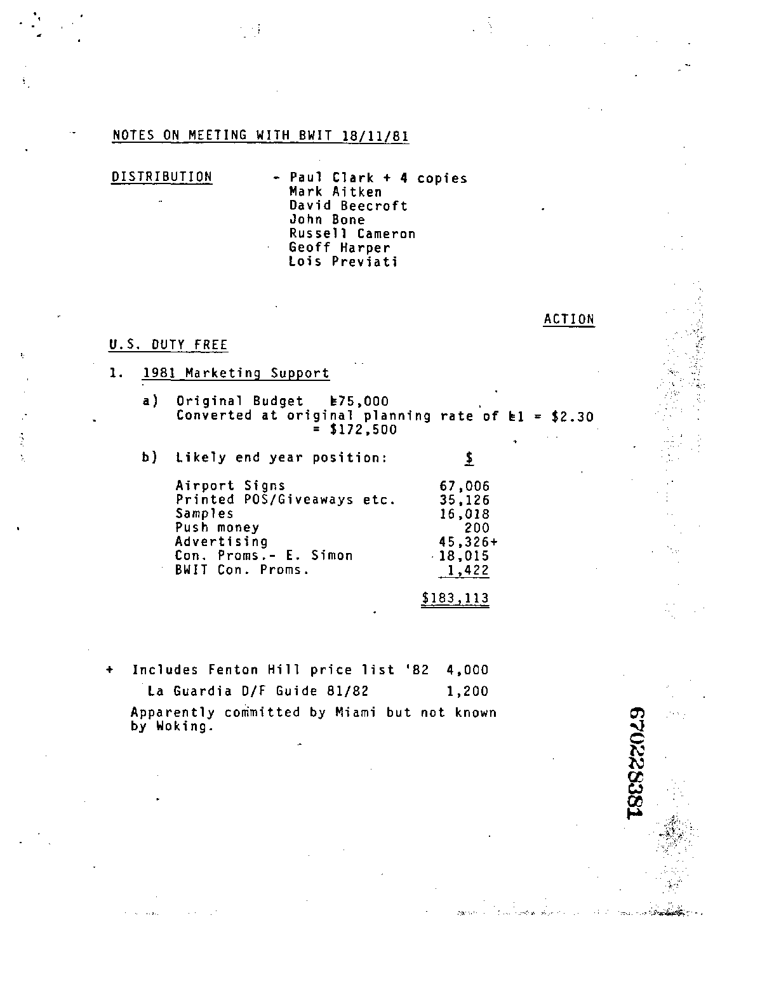 NOTES ON MEETING WITH BWIT 18/11/81
DISTRIBUTION - Paul Clark + 4 copies
Mark Aitken
David Beecroft
John Bone
Russell Cameron
Geoff Harper
Lois Previati
ACTION
U.S. DUTY FREE
1. 1981 Marketing Support
a) Original Budget £75,000
Converted at original planning rate of £1 = $2.30
= $172,500
b) Likely end year position: $
Airport Signs 67,006
Printed POS/Giveaways etc. 35,126
Samples 16,018
Push money 200
Advertising 45,326+
Con. Proms.- E. Simon 18,015
BWIT Con. Proms. 1,422
$183,113
+ Includes Fenton Hill price list '82 4,000
La Guardia D/F Guide 81/82 1,200
Apparently committed by Miami but not known
by Woking.
670228381